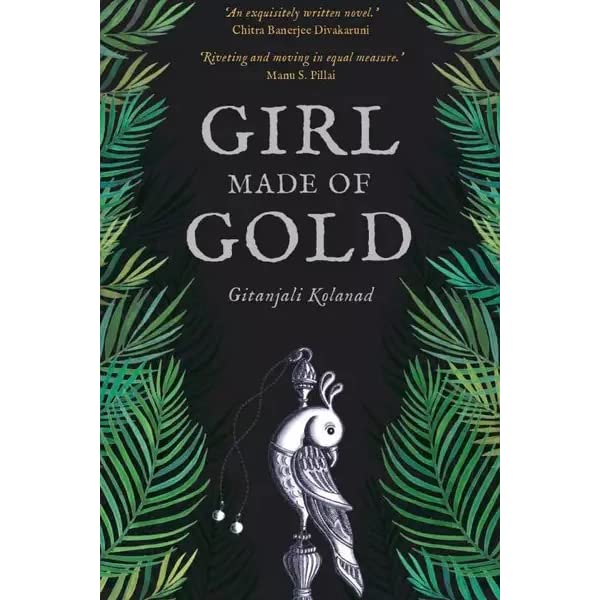 ‘An exquisitely written novel.’
Chitra Banerjee Divakaruni
‘Riveting and moving in equal measure.’
Manu S. Pillai
GIRL
MADE OF
GOLD
Gitanjali Kolanad